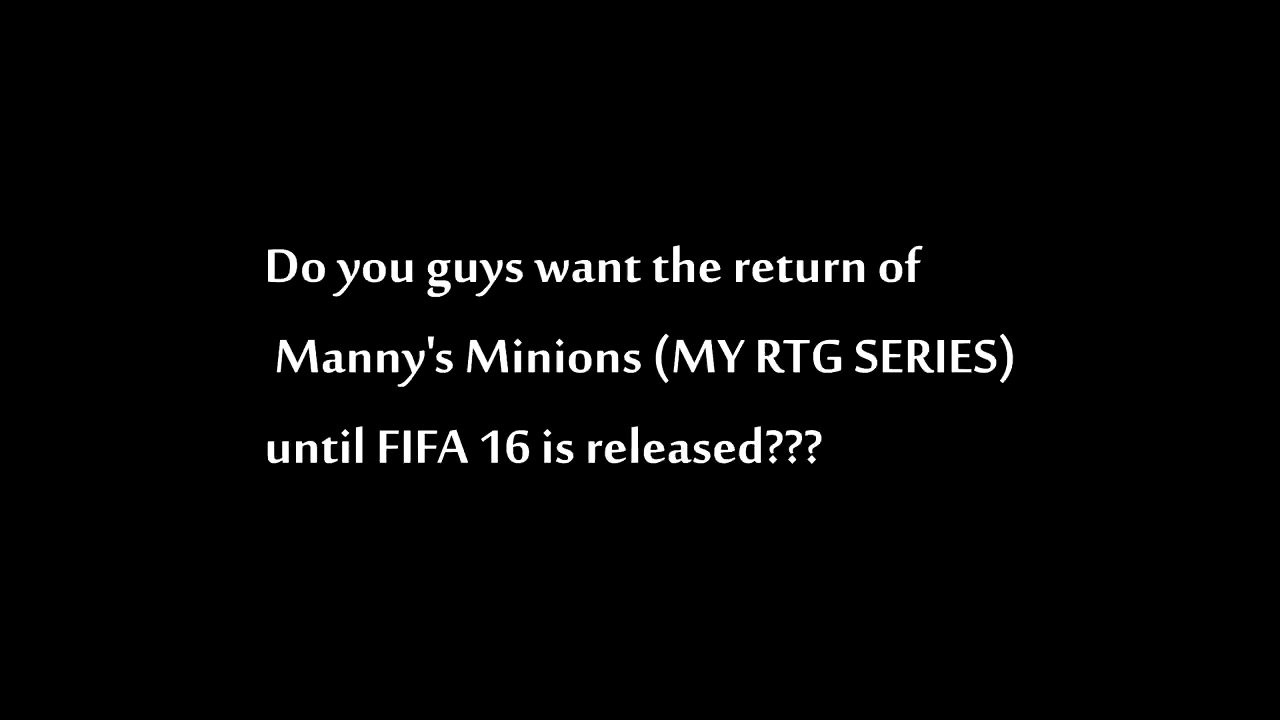 Do you guys want the return of
Manny's Minions (MY RTG SERIES)
until FIFA 16 is released???